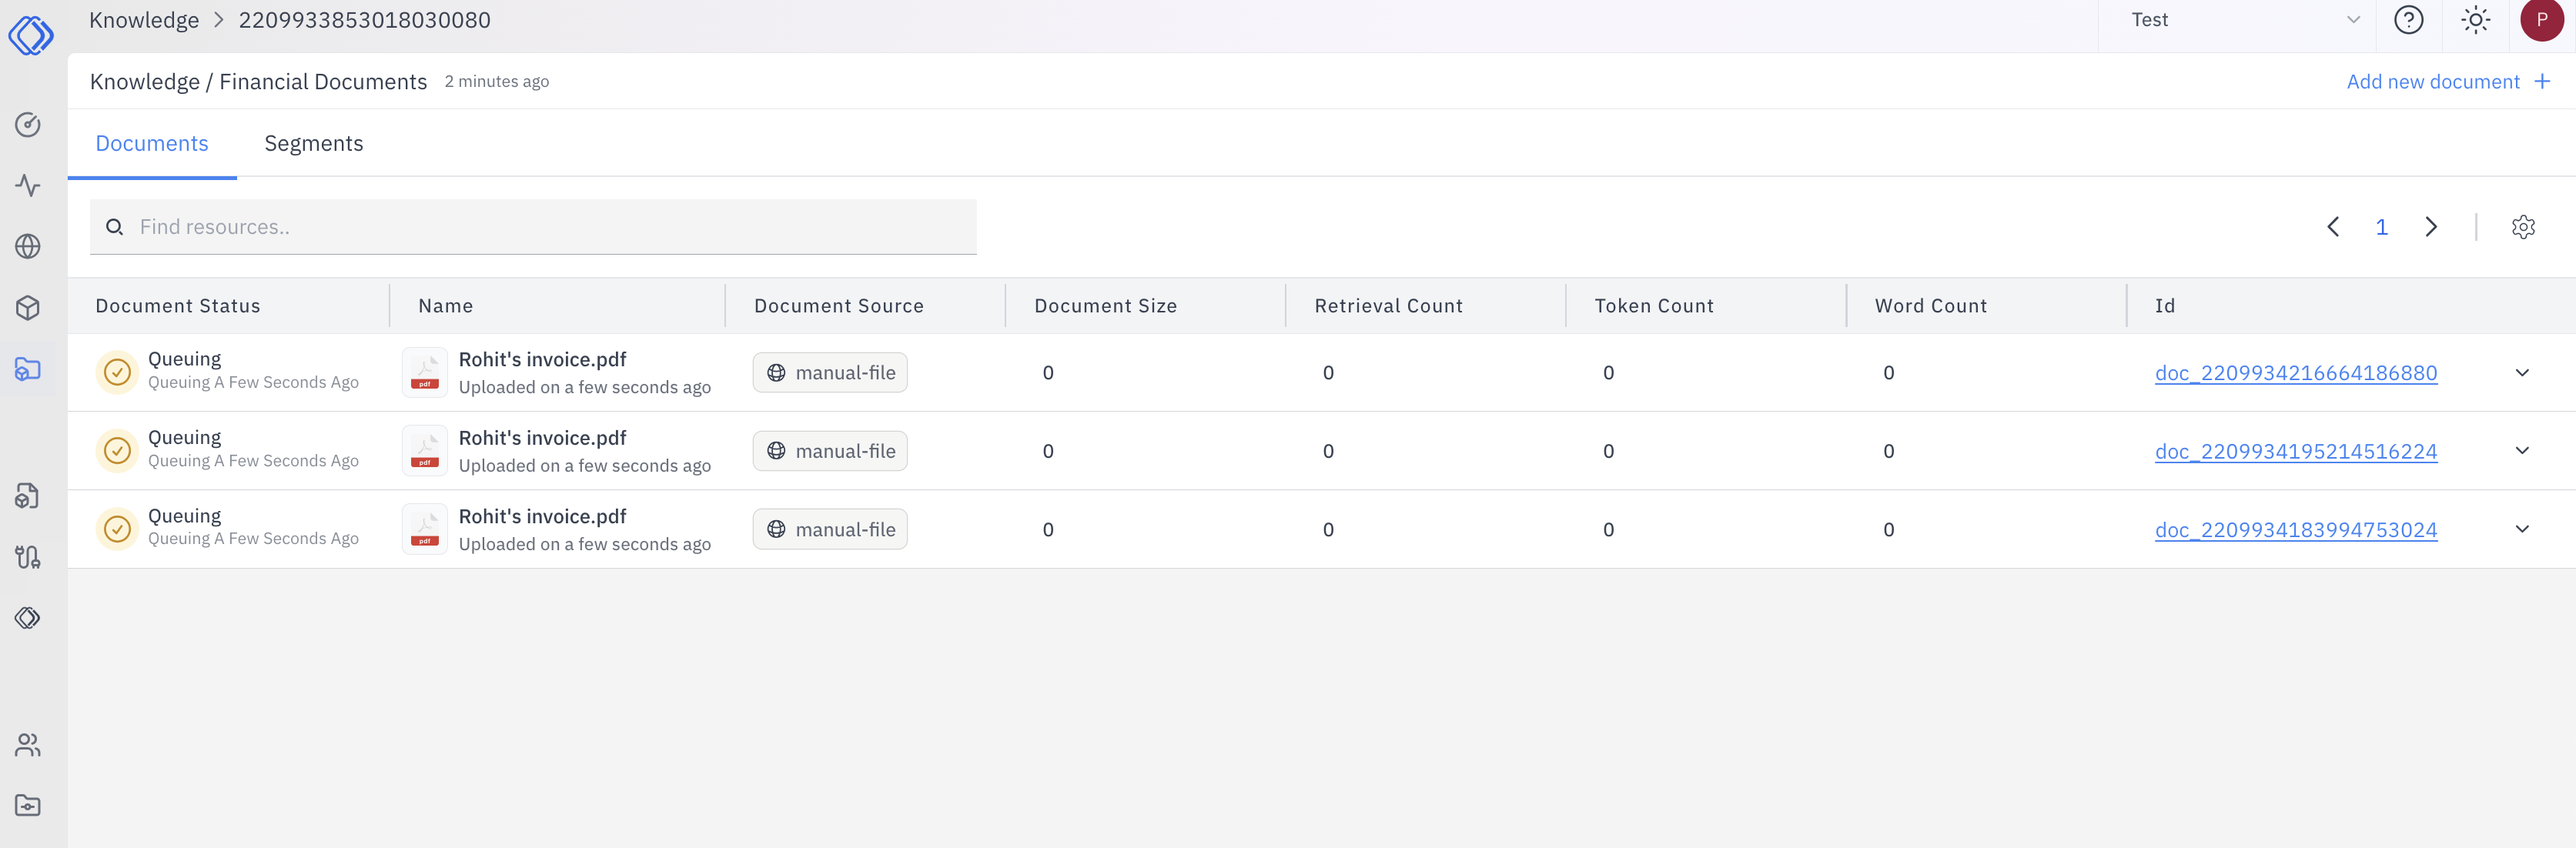 Knowledge > 2209933853018030080
Test
P
Knowledge / Financial Documents 2 minutes ago
Add new document +
Documents Segments
Find resources..
1
Document Status Name Document Source Document Size Retrieval Count Token Count Word Count Id
Queuing
Queuing A Few Seconds Ago
pdf
Rohit's invoice.pdf
Uploaded on a few seconds ago
manual-file
0 0 0 0
doc_2209934216664186880
Queuing
Queuing A Few Seconds Ago
pdf
Rohit's invoice.pdf
Uploaded on a few seconds ago
manual-file
0 0 0 0
doc_2209934195214516224
Queuing
Queuing A Few Seconds Ago
pdf
Rohit's invoice.pdf
Uploaded on a few seconds ago
manual-file
0 0 0 0
doc_2209934183994753024